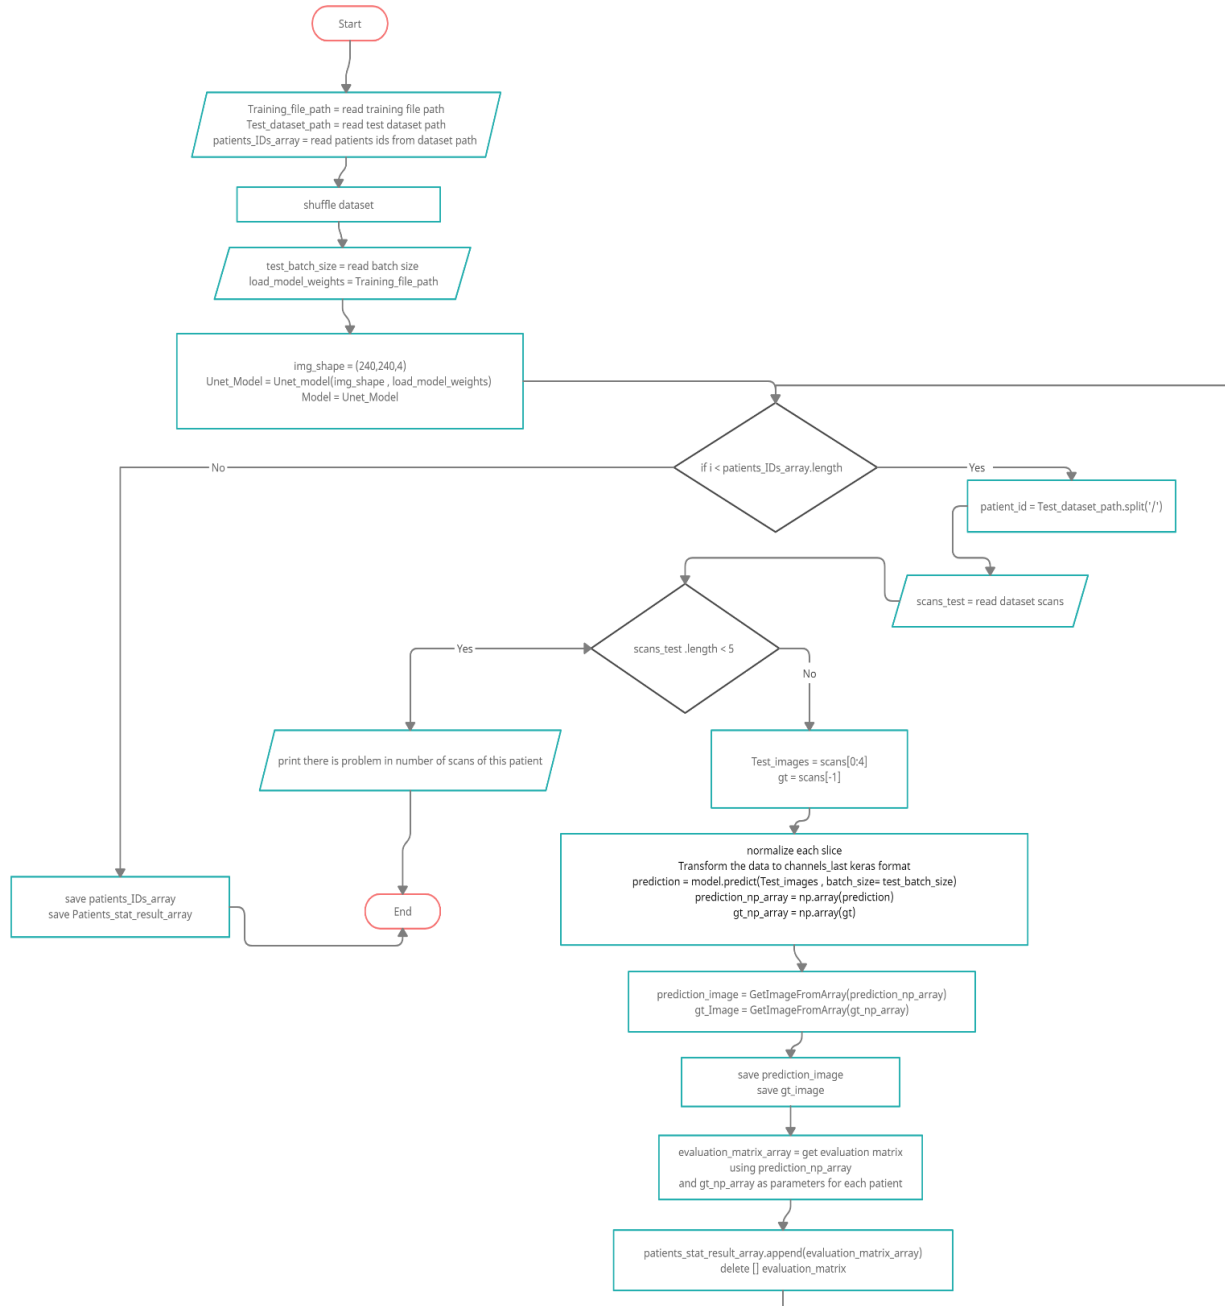 Start
Training_file_path = read training file path
Test_dataset_path = read test dataset path
patients_IDs_array = read patients ids from dataset path
shuffle dataset
test_batch_size = read batch size
load_model_weights = Training_file_path
img_shape = (240,240,4)
Unet_Model = Unet_model(img_shape , load_model_weights)
Model = Unet_Model
if i < patients_IDs_array.length
No
Yes
patient_id = Test_dataset_path.split('/')
scans_test = read dataset scans
scans_test .length < 5
Yes
No
print there is problem in number of scans of this patient
Test_images = scans[0:4]
gt = scans[-1]
normalize each slice
Transform the data to channels_last keras format
prediction = model.predict(Test_images , batch_size= test_batch_size)
prediction_np_array = np.array(prediction)
gt_np_array = np.array(gt)
save patients_IDs_array
save Patients_stat_result_array
End
prediction_image = GetImageFromArray(prediction_np_array)
gt_Image = GetImageFromArray(gt_np_array)
save prediction_image
save gt_image
evaluation_matrix_array = get evaluation matrix
using prediction_np_array
and gt_np_array as parameters for each patient
patients_stat_result_array.append(evaluation_matrix_array)
delete [] evaluation_matrix